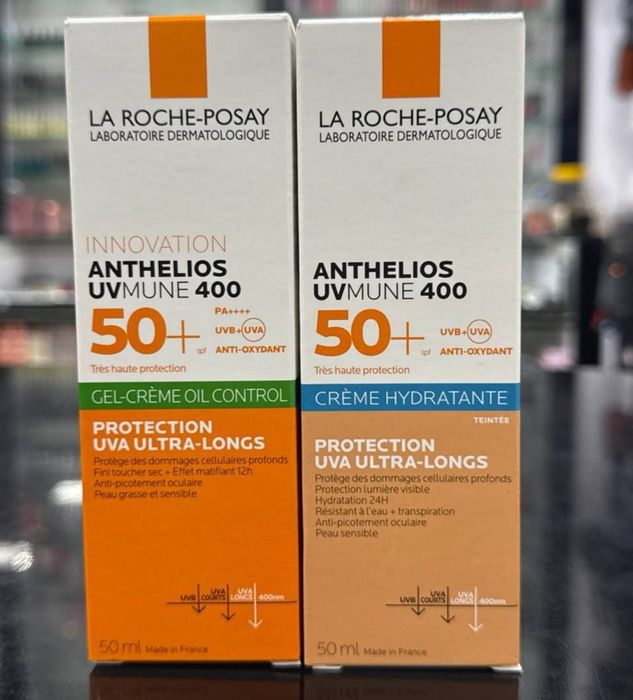 LA ROCHE-POSAY
LABORATOIRE DERMATOLOGIQUE
INNOVATION
ANTHELIOS
UVMUNE 400
50+
spf
PA++++
UVB+UVA
ANTI-OXYDANT
Très haute protection
GEL-CRÈME OIL CONTROL
PROTECTION
UVA ULTRA-LONGS
Protège des dommages cellulaires profonds
Fini toucher sec + Effet matifiant 12h
Anti-picotement oculaire
Peau grasse et sensible
UVB
UVA COURTS
UVA LONGS
400nm
50 ml Made in France
LA ROCHE-POSAY
LABORATOIRE DERMATOLOGIQUE
ANTHELIOS
UVMUNE 400
50+
spf
UVB+UVA
ANTI-OXYDANT
Très haute protection
CRÈME HYDRATANTE
TEINTÉE
PROTECTION
UVA ULTRA-LONGS
Protège des dommages cellulaires profonds
Protection lumière visible
Hydratation 24H
Résistant à l'eau + transpiration
Anti-picotement oculaire
Peau sensible
UVB
UVA COURTS
UVA LONGS
400nm
50 ml Made in France